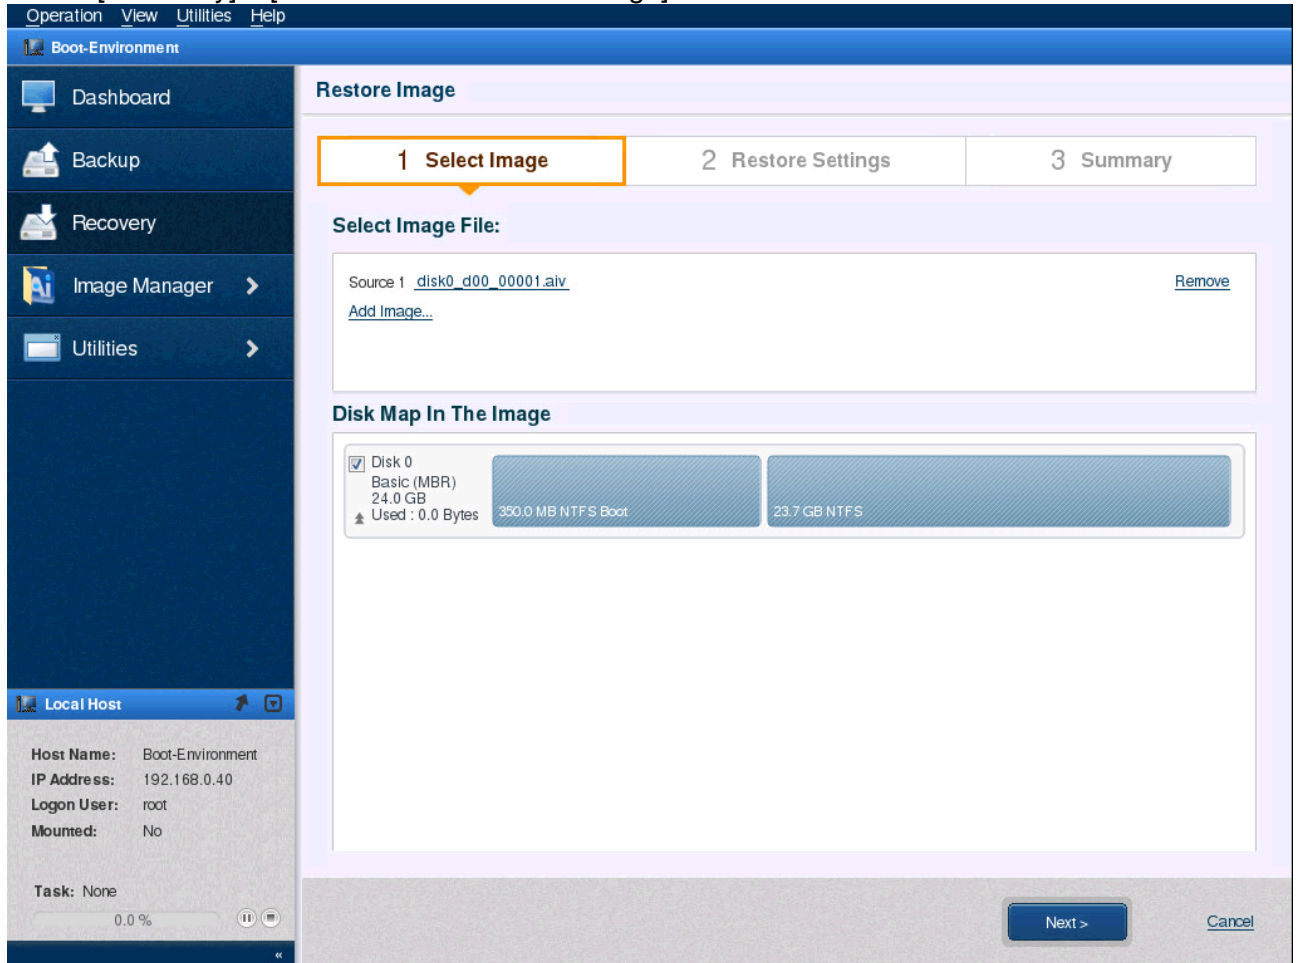 Operation View Utilities Help
Boot-Environment
Dashboard
Backup
Recovery
Image Manager
Utilities
Restore Image
1 Select Image
2 Restore Settings
3 Summary
Select Image File:
Source 1 disk0_d00_00001.aiv Remove
Add Image...
Disk Map In The Image
Disk 0
Basic (MBR)
24.0 GB
Used : 0.0 Bytes
350.0 MB NTFS Boot
23.7 GB NTFS
Local Host
Host Name: Boot-Environment
IP Address: 192.168.0.40
Logon User: root
Mounted: No
Task: None
0.0 %
«
Next >
Cancel